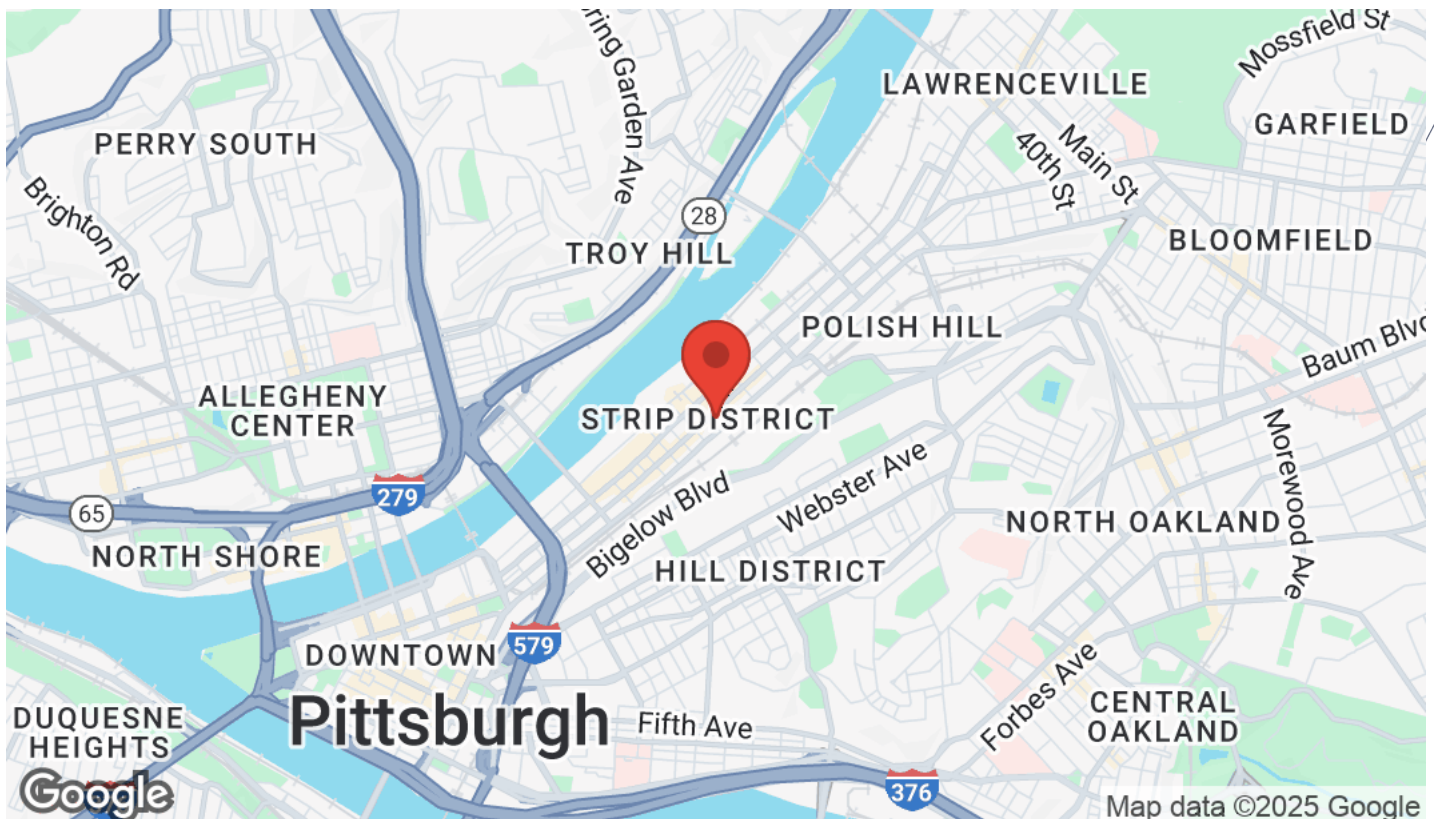 Mossfield St
LAWRENCEVILLE
GARFIELD
ring Garden Ave
PERRY SOUTH
Main St
40th St
Brighton Rd
28
TROY HILL
BLOOMFIELD
POLISH HILL
Baum Blvd
ALLEGHENY
CENTER
STRIP DISTRICT
Morewood Ave
Webster Ave
279
65
Bigelow Blvd
NORTH OAKLAND
NORTH SHORE
HILL DISTRICT
579
DOWNTOWN
Forbes Ave
Pittsburgh
Fifth Ave
CENTRAL
OAKLAND
DUQUESNE
HEIGHTS
376
Google
Map data ©2025 Google